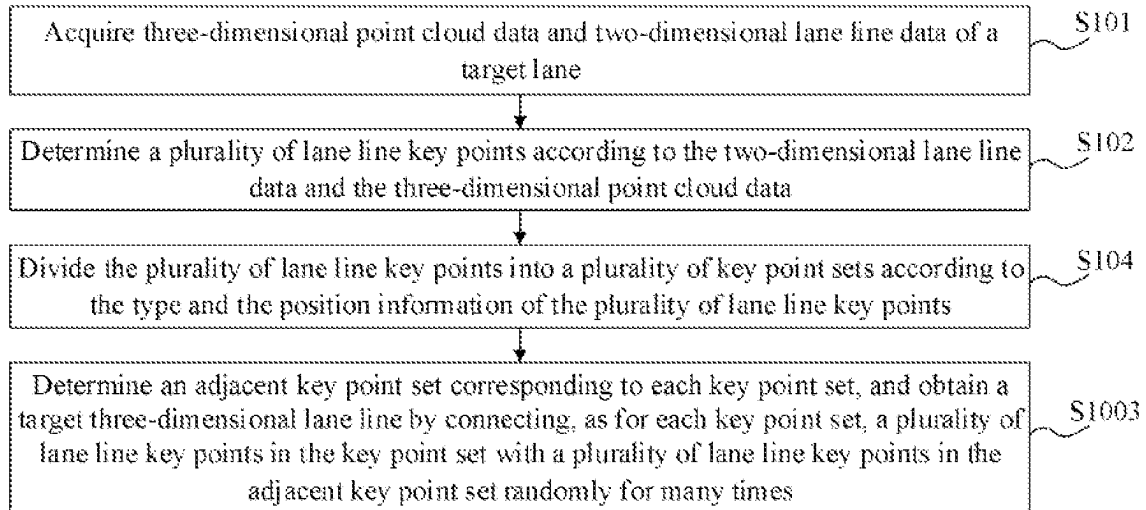 Acquire three-dimensional point cloud data and two-dimensional lane line data of a
target lane
S101
Determine a plurality of lane line key points according to the two-dimensional lane line
data and the three-dimensional point cloud data
S102
Divide the plurality of lane line key points into a plurality of key point sets according to
the type and the position information of the plurality of lane line key points
S104
Determine an adjacent key point set corresponding to each key point set, and obtain a
target three-dimensional lane line by connecting, as for each key point set, a plurality of
lane line key points in the key point set with a plurality of lane line key points in the
adjacent key point set randomly for many times
S1003